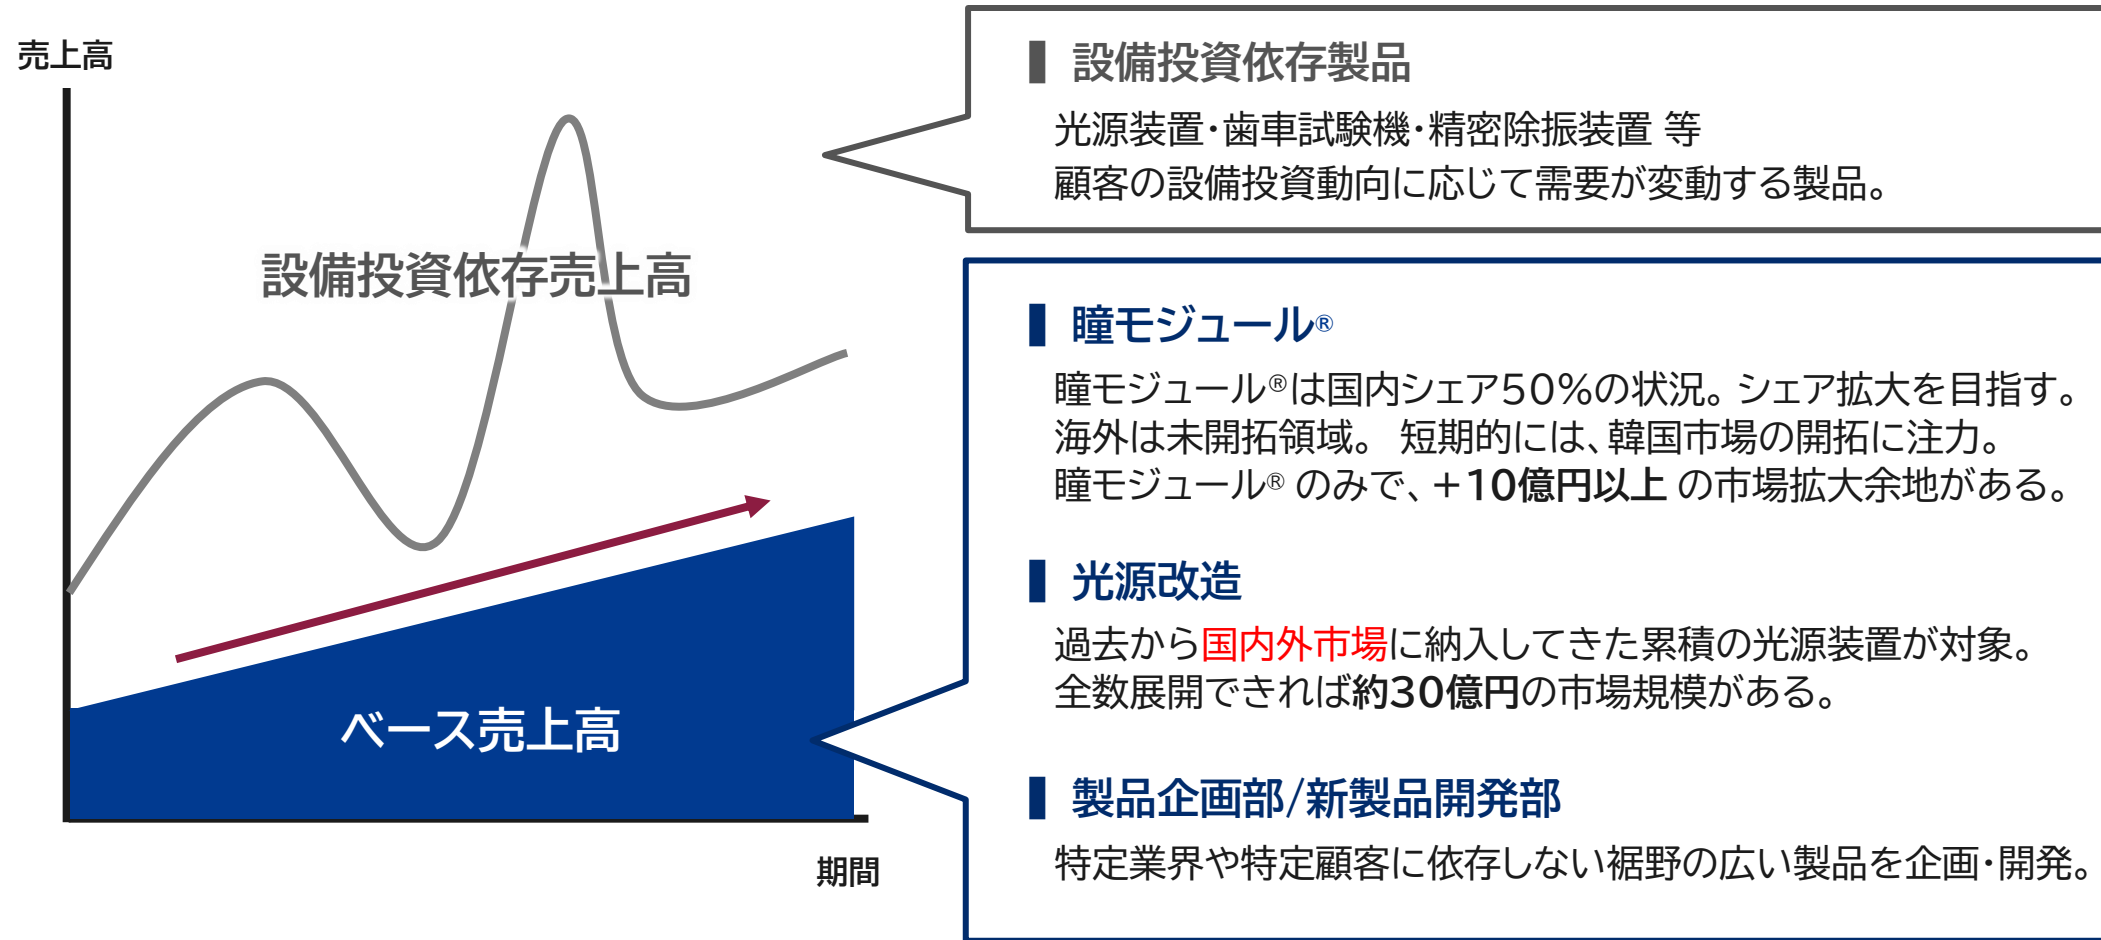 売上高
設備投資依存売上高
ベース売上高
期間
設備投資依存製品
光源装置・歯車試験機・精密除振装置 等
顧客の設備投資動向に応じて需要が変動する製品。
瞳モジュール®
瞳モジュール®は国内シェア50%の状況。シェア拡大を目指す。
海外は未開拓領域。 短期的には、韓国市場の開拓に注力。
瞳モジュール® のみで、+10億円以上 の市場拡大余地がある。
光源改造
過去から国内外市場に納入してきた累積の光源装置が対象。
全数展開できれば約30億円の市場規模がある。
製品企画部/新製品開発部
特定業界や特定顧客に依存しない裾野の広い製品を企画・開発。